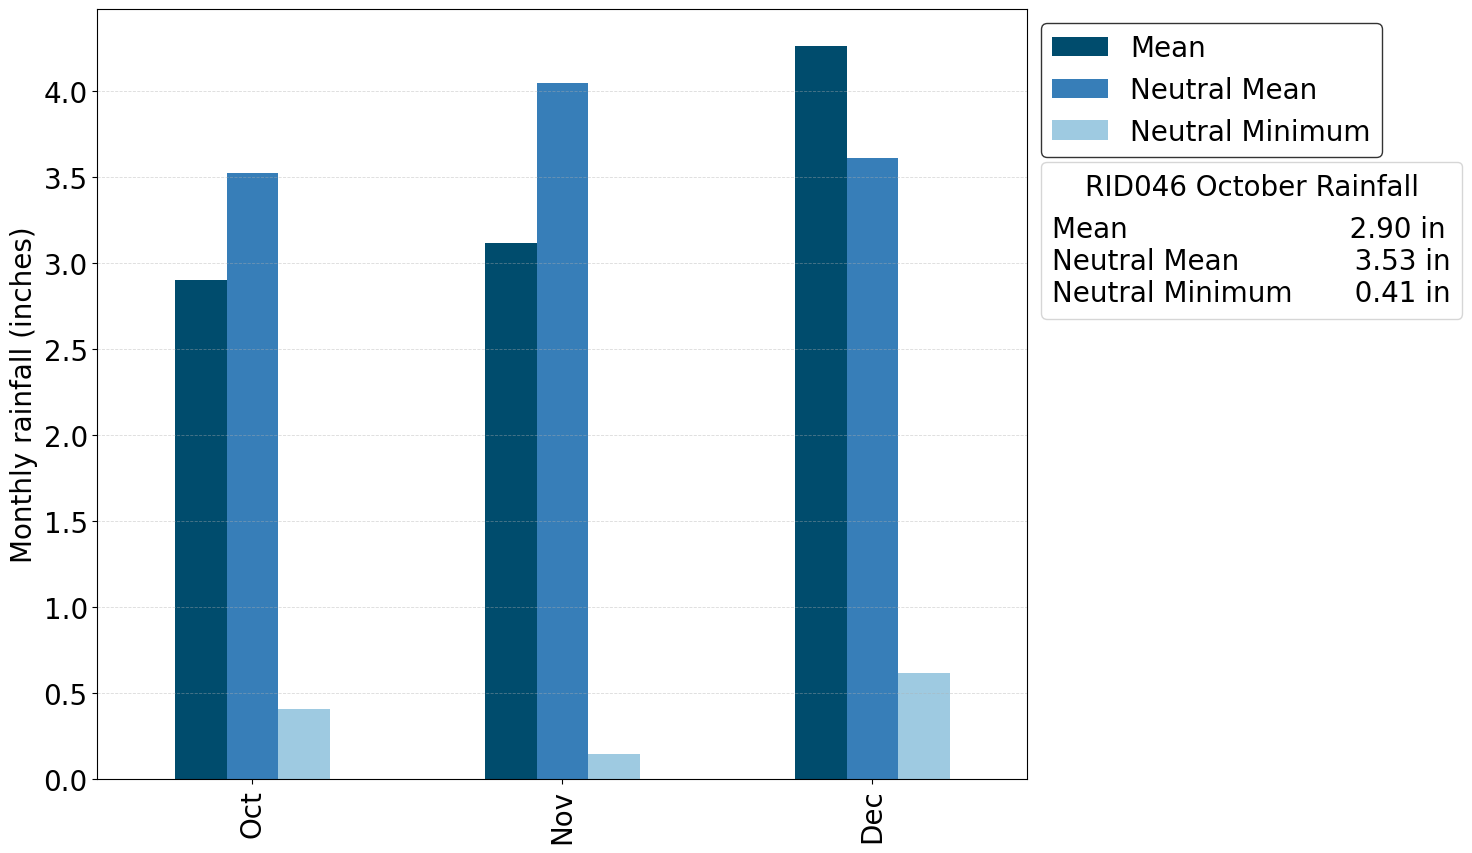 Monthly rainfall (inches)
4.0
3.5
3.0
2.5
2.0
1.5
1.0
0.5
0.0
Oct
Nov
Dec
Mean
Neutral Mean
Neutral Minimum
RID046 October Rainfall
Mean 2.90 in
Neutral Mean 3.53 in
Neutral Minimum 0.41 in